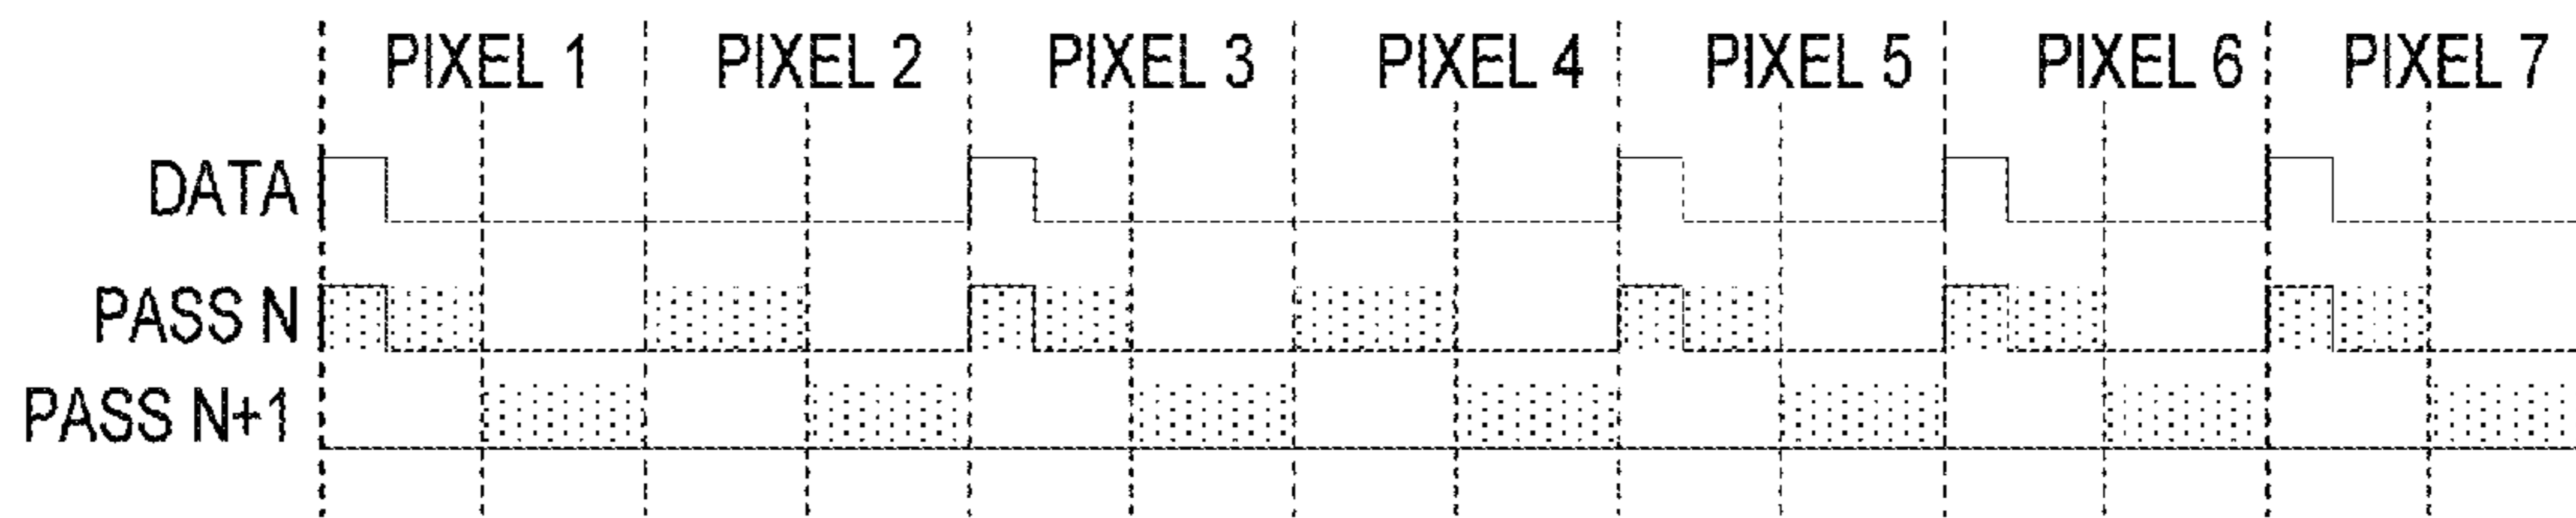 PIXEL 1 PIXEL 2 PIXEL 3 PIXEL 4 PIXEL 5 PIXEL 6 PIXEL 7
DATA
PASS N
PASS N+1